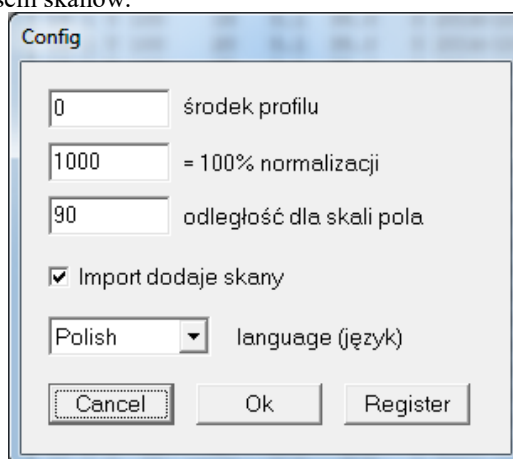 skanów.
Config
0 środek profilu
1000 = 100% normalizacji
90 odległość dla skali pola
Import dodaje skany
Polish language (język)
Cancel Ok Register